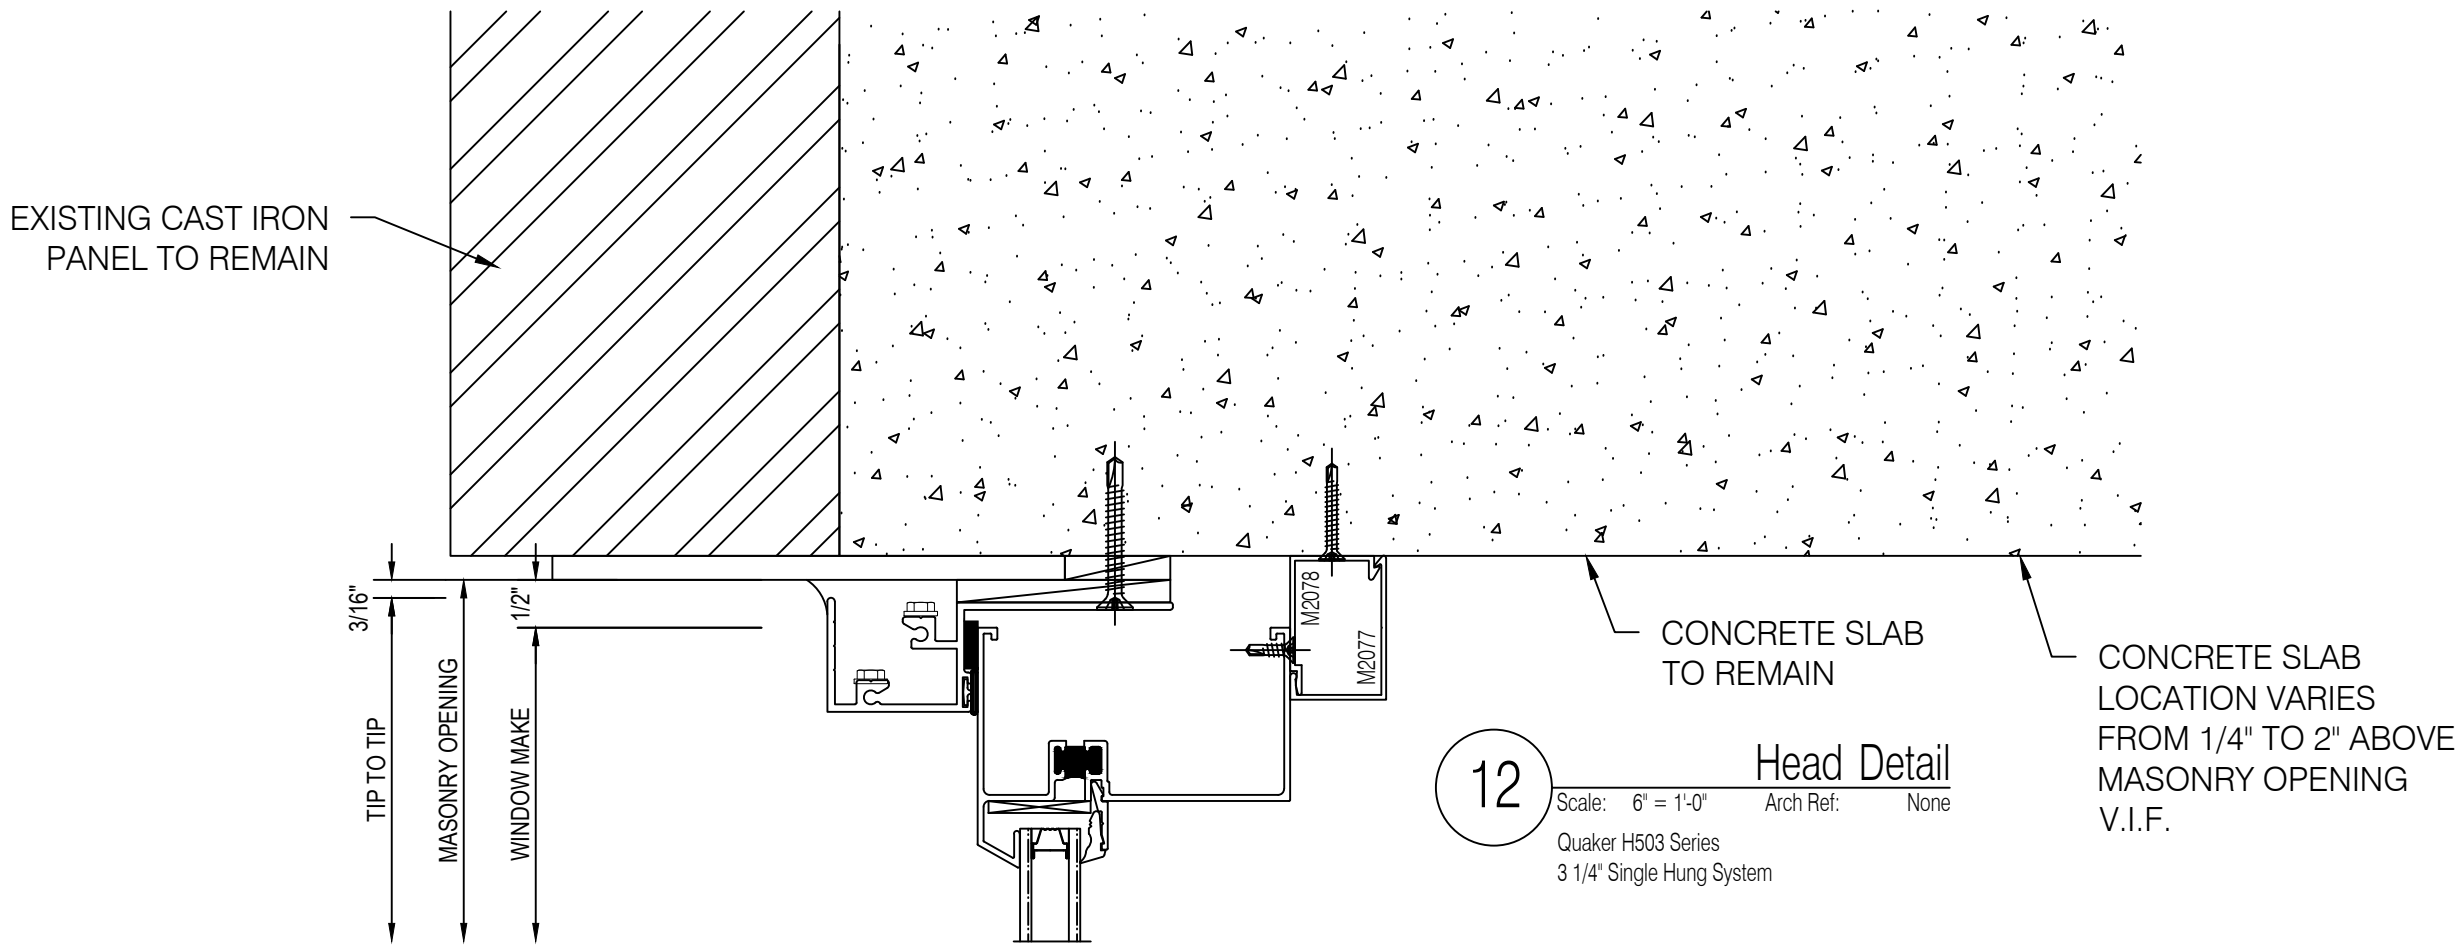 EXISTING CAST IRON
PANEL TO REMAIN
3/16"
1/2"
TIP TO TIP
MASONRY OPENING
WINDOW MAKE
M2078
M2077
CONCRETE SLAB
TO REMAIN
CONCRETE SLAB
LOCATION VARIES
FROM 1/4" TO 2" ABOVE
MASONRY OPENING
V.I.F.
12
Head Detail
Scale: 6" = 1'-0" Arch Ref: None
Quaker H503 Series
3 1/4" Single Hung System